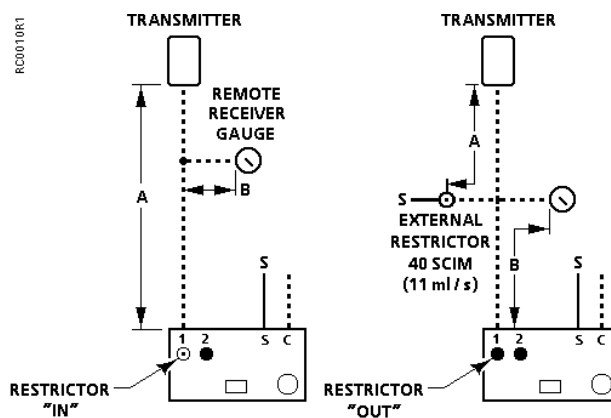 RC0010R1
TRANSMITTER
REMOTE
RECEIVER
GAUGE
A
B
S
1 2 S C
RESTRICTOR
"IN"
TRANSMITTER
A
S
EXTERNAL
RESTRICTOR
40 SCIM
(11 ml / s)
B
S
1 2 S C
RESTRICTOR
"OUT"